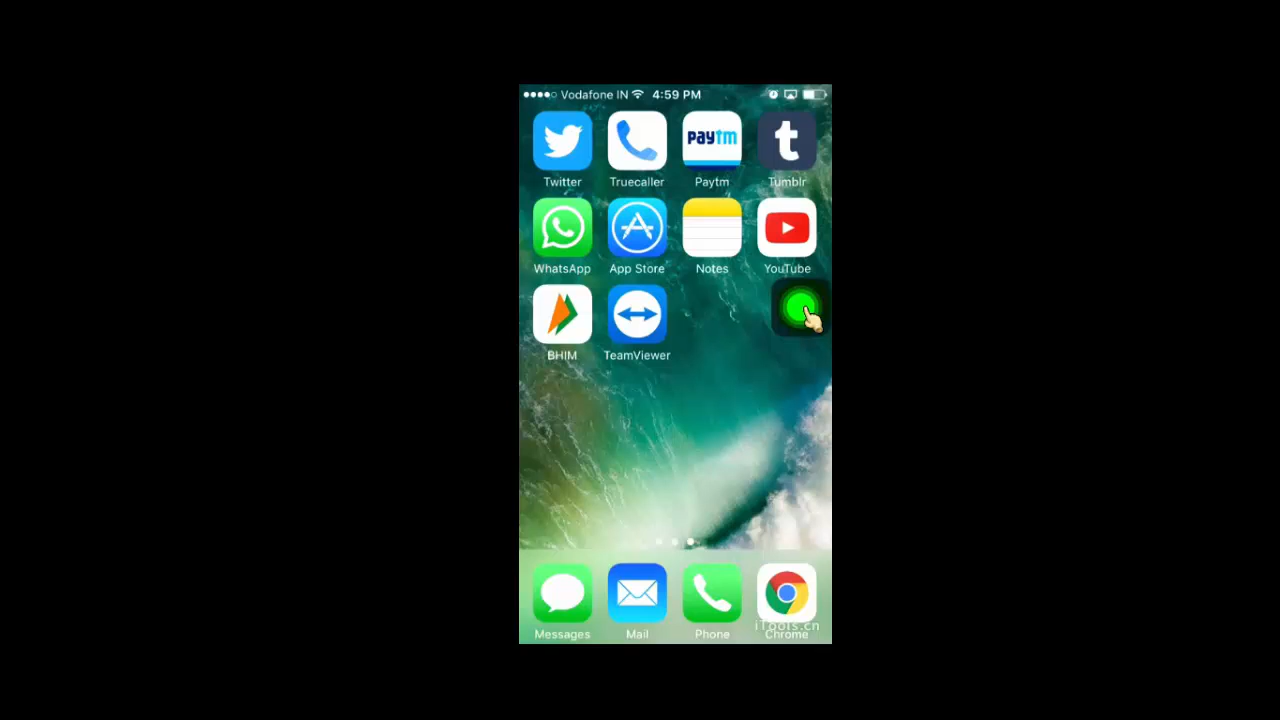 Vodafone IN 4:59 PM
paytm t
Twitter Truecaller Paytm Tumblr
WhatsApp App Store Notes YouTube
BHIM TeamViewer
iTools.cn
Messages Mail Phone Chrome